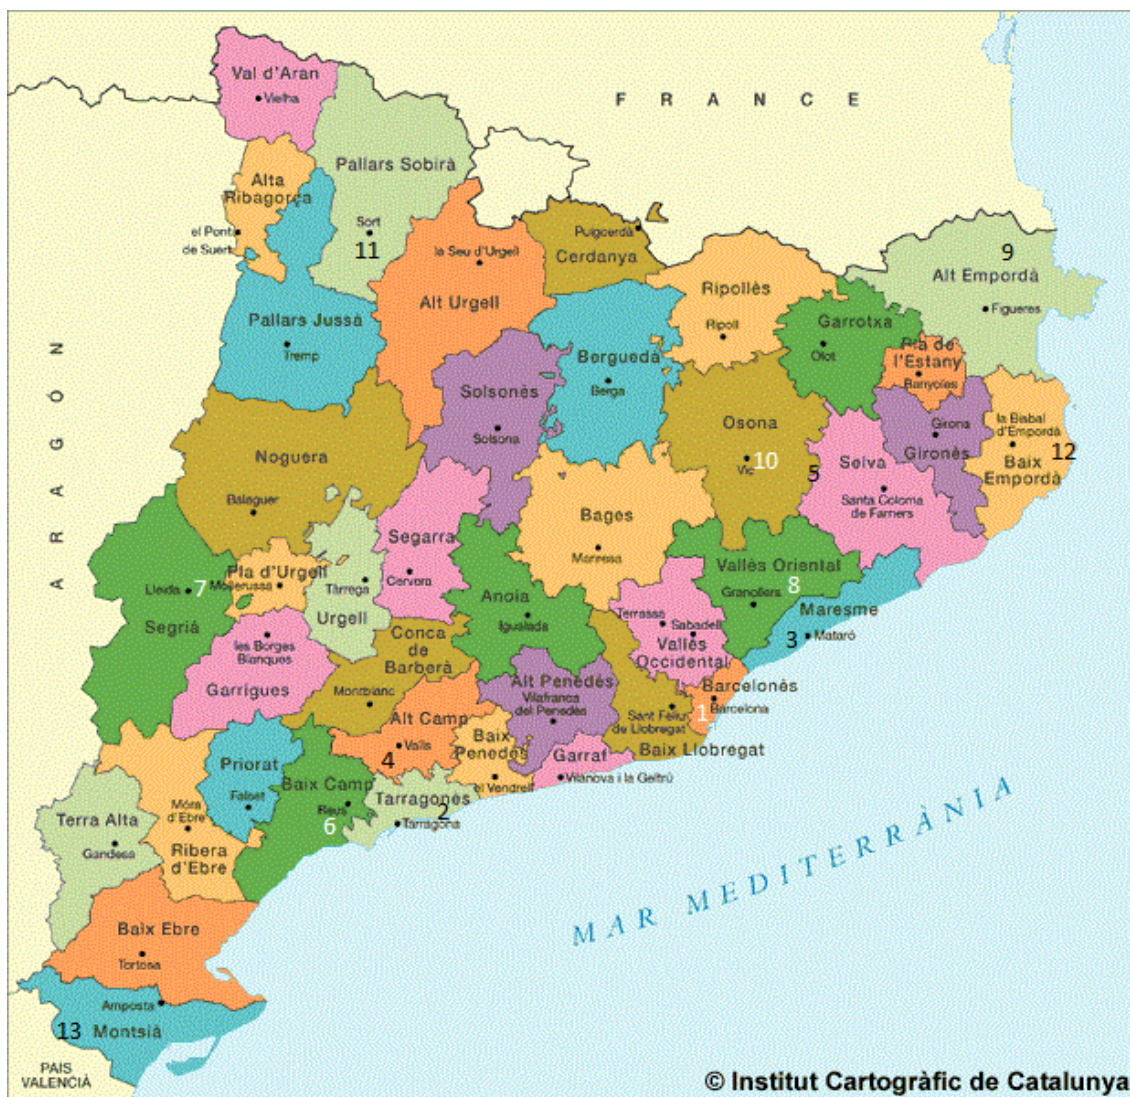 Val d'Aran
Vielha
F R A N C E
Pallars Sobirà
Alta
Ribagorça
el Pont
de Suert
Sort
11
Puigcerdà
Cerdanya
la Seu d'Urgell
Alt Urgell
9
Alt Empordà
Figueres
Ripollès
Ripoll
Garrotxa
Olot
Pla de
l'Estany
Banyoles
Pallars Jussà
Tremp
A R A G Ó N
Berguedà
Berga
Solsonès
Solsona
Osona
Vic
10
5
Selva
Santa Coloma
de Farners
Girona
Gironès
la Bisbal
d'Empordà
12
Baix
Empordà
Noguera
Balaguer
Bages
Manresa
Segarra
Cervera
Vallès Oriental
8
Granollers
Maresme
3
Mataró
Lleida
7
Segrià
Pla d'Urgell
Mollerussa
Tàrrega
Urgell
Anoia
Igualada
Terrassa
Sabadell
Vallès
Occidental
les Borges
Blanques
Garrigues
Conca
de
Barberà
Montblanc
Alt Penedès
Vilafranca
del Penedès
Barcelonès
1
Barcelona
Sant Feliu
de Llobregat
Baix Llobregat
Alt Camp
Valls
4
Baix
Penedès
el Vendrell
Garraf
Vilanova i la Geltrú
Priorat
Falset
Baix Camp
Reus
6
Tarragonès
2
Tarragona
Móra
d'Ebre
Ribera
d'Ebre
Terra Alta
Gandesa
MAR MEDITERRÀNIA
Baix Ebre
Tortosa
Amposta
13
Montsià
PAIS
VALENCIÀ
© Institut Cartogràfic de Catalunya